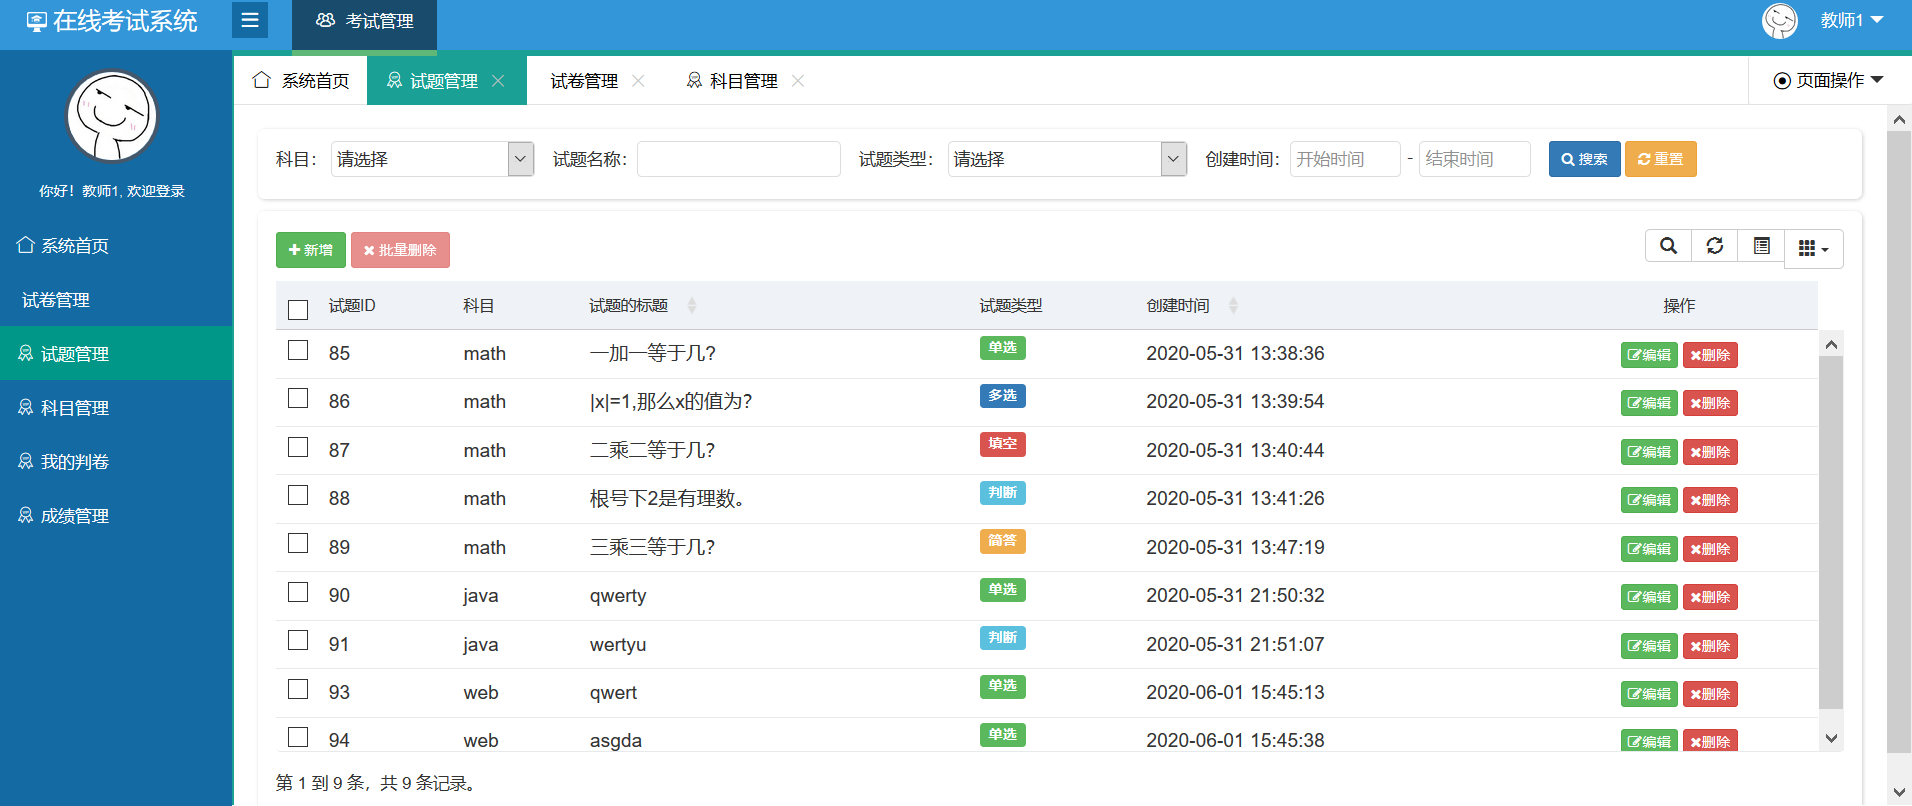 在线考试系统
考试管理
教师1
你好！教师1, 欢迎登录
系统首页
试卷管理
试题管理
科目管理
我的判卷
成绩管理
系统首页 试题管理 试卷管理 科目管理 页面操作
科目： 请选择 试题名称： 试题类型： 请选择 创建时间： 开始时间 - 结束时间 搜索 重置
新增 批量删除
试题ID 科目 试题的标题 试题类型 创建时间 操作
85 math 一加一等于几? 单选 2020-05-31 13:38:36 编辑 删除
86 math |x|=1,那么x的值为? 多选 2020-05-31 13:39:54 编辑 删除
87 math 二乘二等于几? 填空 2020-05-31 13:40:44 编辑 删除
88 math 根号下2是有理数。 判断 2020-05-31 13:41:26 编辑 删除
89 math 三乘三等于几? 简答 2020-05-31 13:47:19 编辑 删除
90 java qwerty 单选 2020-05-31 21:50:32 编辑 删除
91 java wertyu 判断 2020-05-31 21:51:07 编辑 删除
93 web qwert 单选 2020-06-01 15:45:13 编辑 删除
94 web asgda 单选 2020-06-01 15:45:38 编辑 删除
第 1 到 9 条，共 9 条记录。